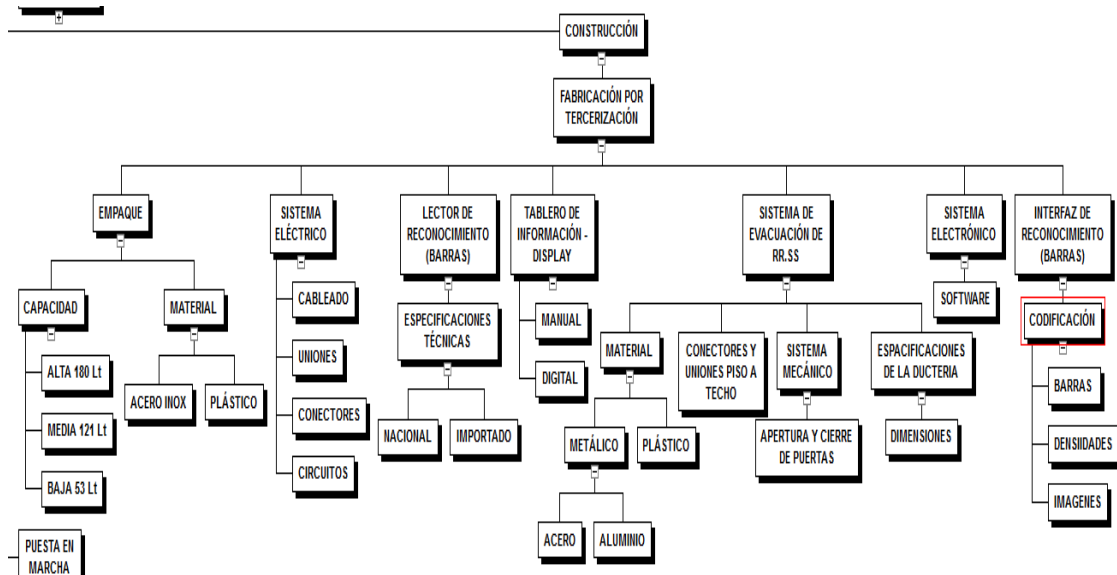 CONSTRUCCIÓN
FABRICACIÓN POR
TERCERIZACIÓN
EMPAQUE
SISTEMA
ELÉCTRICO
LECTOR DE
RECONOCIMIENTO
(BARRAS)
TABLERO DE
INFORMACIÓN -
DISPLAY
SISTEMA DE
EVACUACIÓN DE
RR.SS
SISTEMA
ELECTRÓNICO
INTERFAZ DE
RECONOCIMIENTO
(BARRAS)
CAPACIDAD
MATERIAL
CABLEADO
ESPECIFICACIONES
TÉCNICAS
MANUAL
MATERIAL
CONECTORES Y
UNIONES PISO A
TECHO
SISTEMA
MECÁNICO
ESPACIFICACIONES
DE LA DUCTERIA
SOFTWARE
CODIFICACIÓN
ALTA 180 Lt
ACERO INOX
PLÁSTICO
UNIONES
DIGITAL
BARRAS
MEDIA 121 Lt
CONECTORES
NACIONAL
IMPORTADO
METÁLICO
PLÁSTICO
APERTURA Y CIERRE
DE PUERTAS
DIMENSIONES
DENSIIDADES
BAJA 53 Lt
CIRCUITOS
IMAGENES
ACERO
ALUMINIO
PUESTA EN
MARCHA